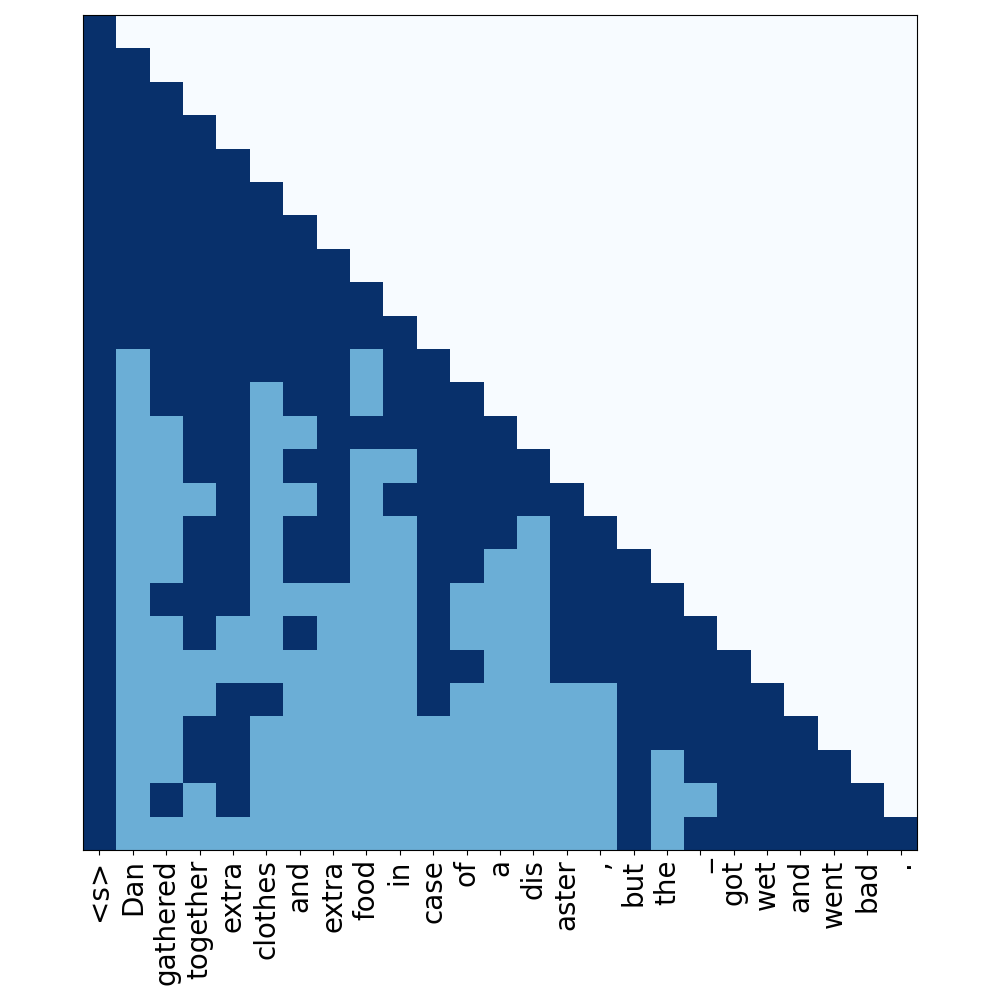 <s> Dan gathered together extra clothes and extra food in case of a dis aster , but the _ got wet and went bad .